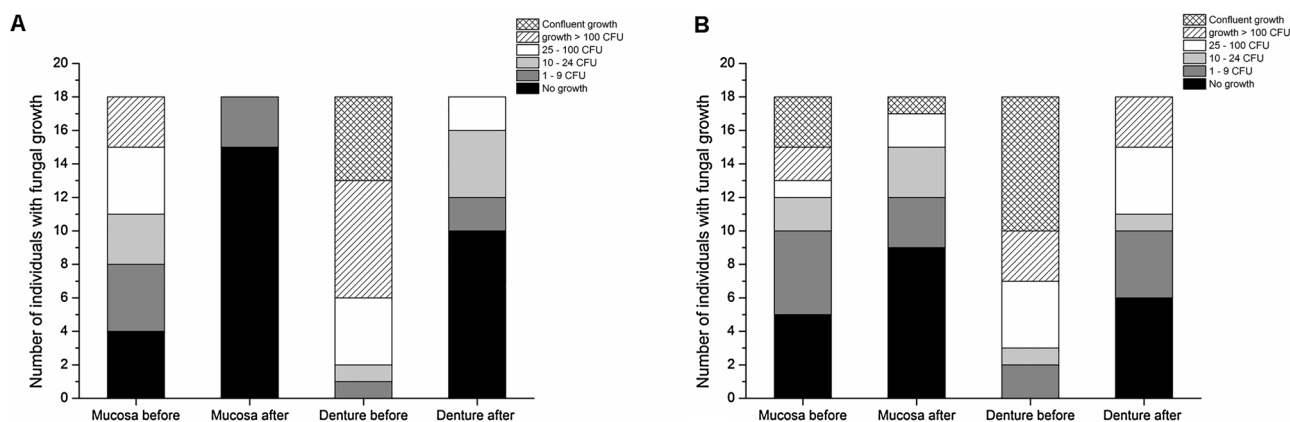 A
Confluent growth
growth > 100 CFU
25 - 100 CFU
10 - 24 CFU
1 - 9 CFU
No growth
Number of individuals with fungal growth
20
18
16
14
12
10
8
6
4
2
0
Mucosa before
Mucosa after
Denture before
Denture after
B
Confluent growth
growth > 100 CFU
25 - 100 CFU
10 - 24 CFU
1 - 9 CFU
No growth
Number of individuals with fungal growth
20
18
16
14
12
10
8
6
4
2
0
Mucosa before
Mucosa after
Denture before
Denture after